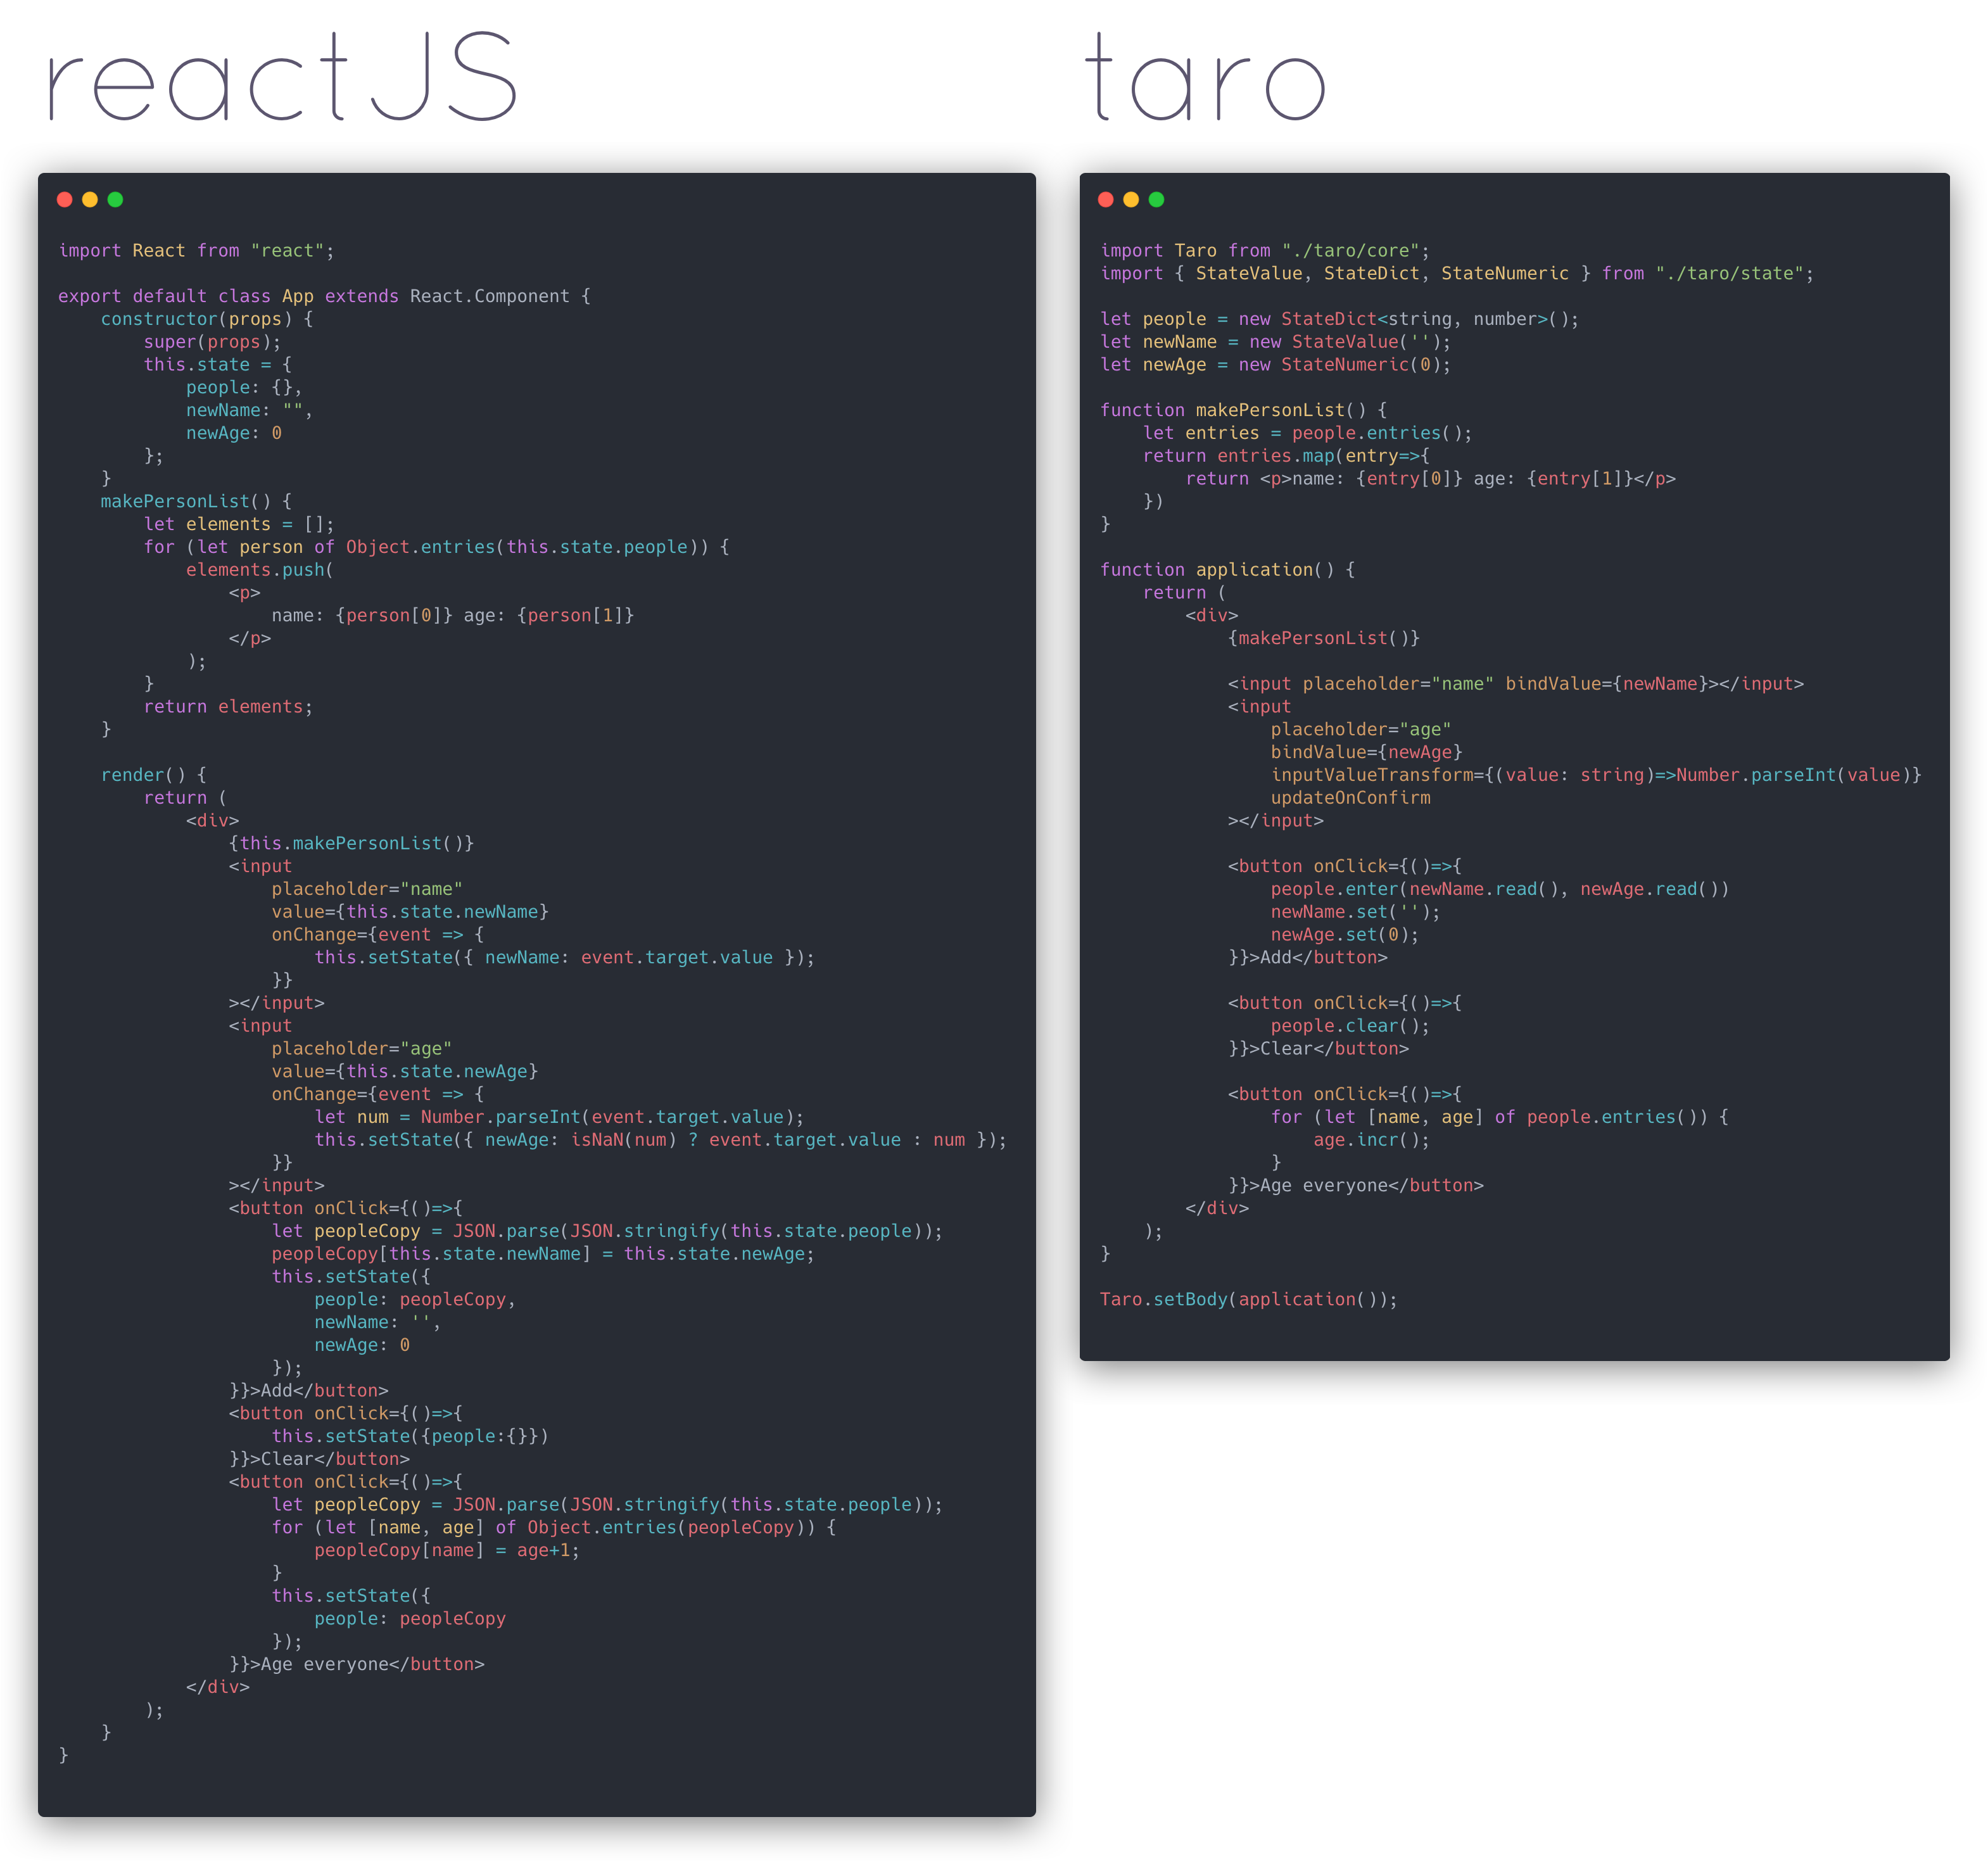 reactJS
import React from "react";
export default class App extends React.Component {
    constructor(props) {
        super(props);
        this.state = {
            people: {},
            newName: "",
            newAge: 0
        };
    }
    makePersonList() {
        let elements = [];
        for (let person of Object.entries(this.state.people)) {
            elements.push(
                <p>
                    name: {person[0]} age: {person[1]}
                </p>
            );
        }
        return elements;
    }
    render() {
        return (
            <div>
                {this.makePersonList()}
                <input
                    placeholder="name"
                    value={this.state.newName}
                    onChange={event => {
                        this.setState({ newName: event.target.value });
                    }}
                ></input>
                <input
                    placeholder="age"
                    value={this.state.newAge}
                    onChange={event => {
                        let num = Number.parseInt(event.target.value);
                        this.setState({ newAge: isNaN(num) ? event.target.value : num });
                    }}
                ></input>
                <button onClick={()=>{
                    let peopleCopy = JSON.parse(JSON.stringify(this.state.people));
                    peopleCopy[this.state.newName] = this.state.newAge;
                    this.setState({
                        people: peopleCopy,
                        newName: '',
                        newAge: 0
                    });
                }}>Add</button>
                <button onClick={()=>{
                    this.setState({people:{}})
                }}>Clear</button>
                <button onClick={()=>{
                    let peopleCopy = JSON.parse(JSON.stringify(this.state.people));
                    for (let [name, age] of Object.entries(peopleCopy)) {
                        peopleCopy[name] = age+1;
                    }
                    this.setState({
                        people: peopleCopy
                    });
                }}>Age everyone</button>
            </div>
        );
    }
}
taro
import Taro from "./taro/core";
import { StateValue, StateDict, StateNumeric } from "./taro/state";
let people = new StateDict<string, number>();
let newName = new StateValue('');
let newAge = new StateNumeric(0);
function makePersonList() {
    let entries = people.entries();
    return entries.map(entry=>{
        return <p>name: {entry[0]} age: {entry[1]}</p>
    })
}
function application() {
    return (
        <div>
            {makePersonList()}
            <input placeholder="name" bindValue={newName}></input>
            <input
                placeholder="age"
                bindValue={newAge}
                inputValueTransform={(value: string)=>Number.parseInt(value)}
                updateOnConfirm
            ></input>
            <button onClick={()=>{
                people.enter(newName.read(), newAge.read())
                newName.set('');
                newAge.set(0);
            }}>Add</button>
            <button onClick={()=>{
                people.clear();
            }}>Clear</button>
            <button onClick={()=>{
                for (let [name, age] of people.entries()) {
                    age.incr();
                }
            }}>Age everyone</button>
        </div>
    );
}
Taro.setBody(application());